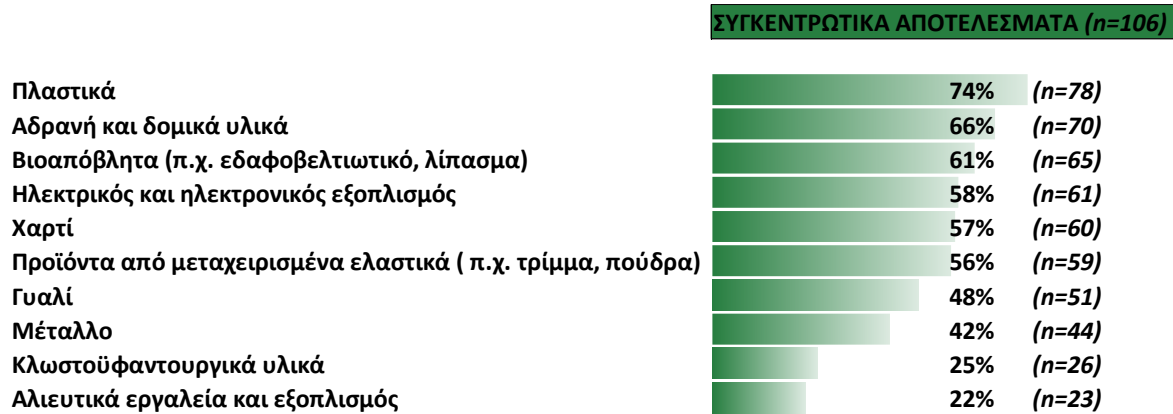 ΣΥΓΚΕΝΤΡΩΤΙΚΑ ΑΠΟΤΕΛΕΣΜΑΤΑ (n=106)
Πλαστικά 74% (n=78)
Αδρανή και δομικά υλικά 66% (n=70)
Βιοαπόβλητα (π.χ. εδαφοβελτιωτικό, λίπασμα) 61% (n=65)
Ηλεκτρικός και ηλεκτρονικός εξοπλισμός 58% (n=61)
Χαρτί 57% (n=60)
Προϊόντα από μεταχειρισμένα ελαστικά ( π.χ. τρίμμα, πούδρα) 56% (n=59)
Γυαλί 48% (n=51)
Μέταλλο 42% (n=44)
Κλωστοϋφαντουργικά υλικά 25% (n=26)
Αλιευτικά εργαλεία και εξοπλισμός 22% (n=23)